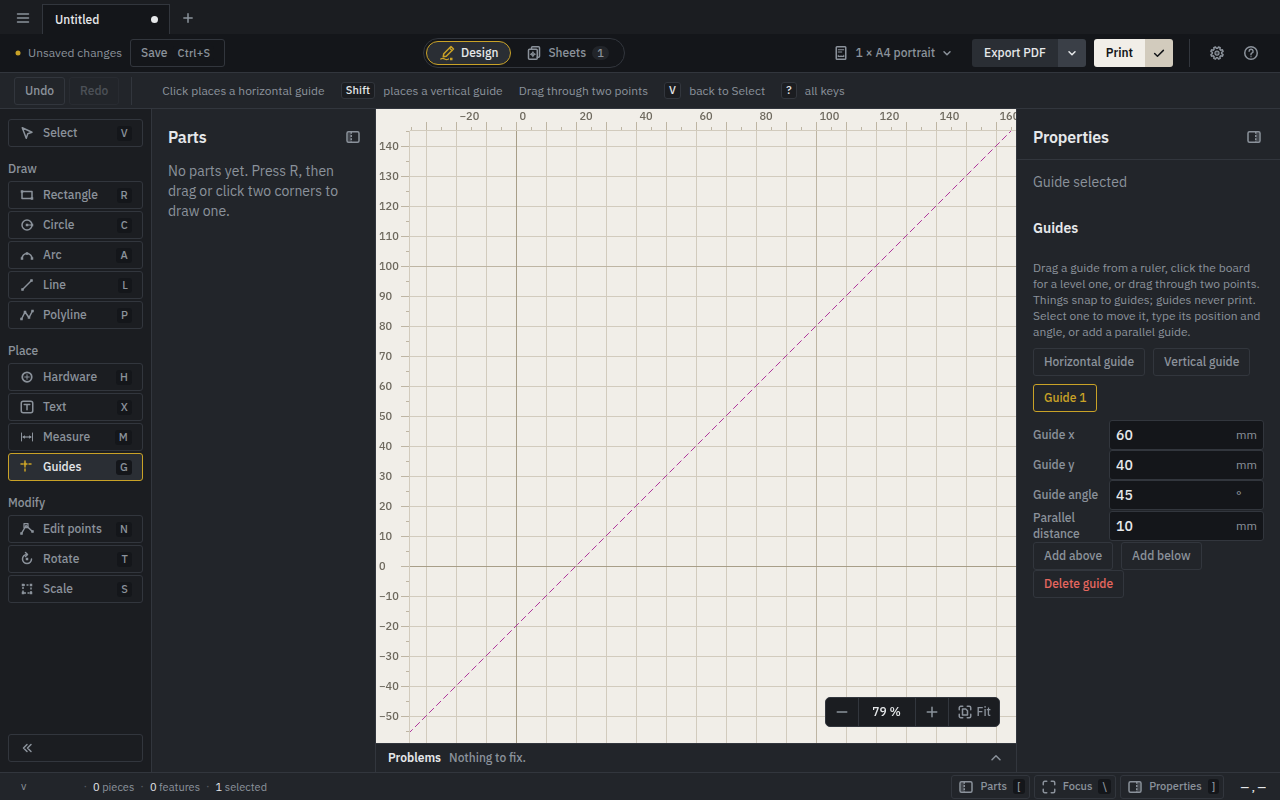 Untitled
Unsaved changes
Save Ctrl+S
Design
Sheets 1
1 × A4 portrait
Export PDF
Print
Undo
Redo
Click places a horizontal guide
Shift places a vertical guide
Drag through two points
V back to Select
? all keys
Select V
Draw
Rectangle R
Circle C
Arc A
Line L
Polyline P
Place
Hardware H
Text X
Measure M
Guides G
Modify
Edit points N
Rotate T
Scale S
Parts
No parts yet. Press R, then
drag or click two corners to
draw one.
−20 0 20 40 60 80 100 120 140 160
140
130
120
110
100
90
80
70
60
50
40
30
20
10
0
−10
−20
−30
−40
−50
79 %
Fit
Problems Nothing to fix.
Properties
Guide selected
Guides
Drag a guide from a ruler, click the board
for a level one, or drag through two points.
Things snap to guides; guides never print.
Select one to move it, type its position and
angle, or add a parallel guide.
Horizontal guide
Vertical guide
Guide 1
Guide x 60 mm
Guide y 40 mm
Guide angle 45 °
Parallel
distance 10 mm
Add above
Add below
Delete guide
v · 0 pieces · 0 features · 1 selected
Parts [
Focus \
Properties ]
–,–